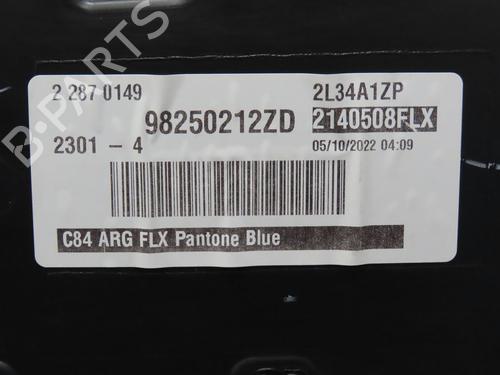 2 287 0149
2L34A1ZP
98250212ZD
2140508FLX
2301 - 4
05/10/2022 04:09
C84 ARG FLX Pantone Blue
B-PARTS